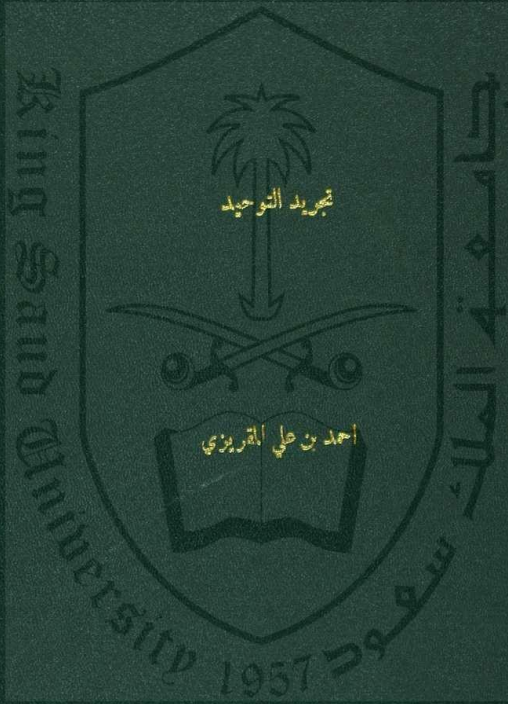 تجريد التوحيد
احمد بن علي المقريزي
King Saud University 1957
جامعة الملك سعود